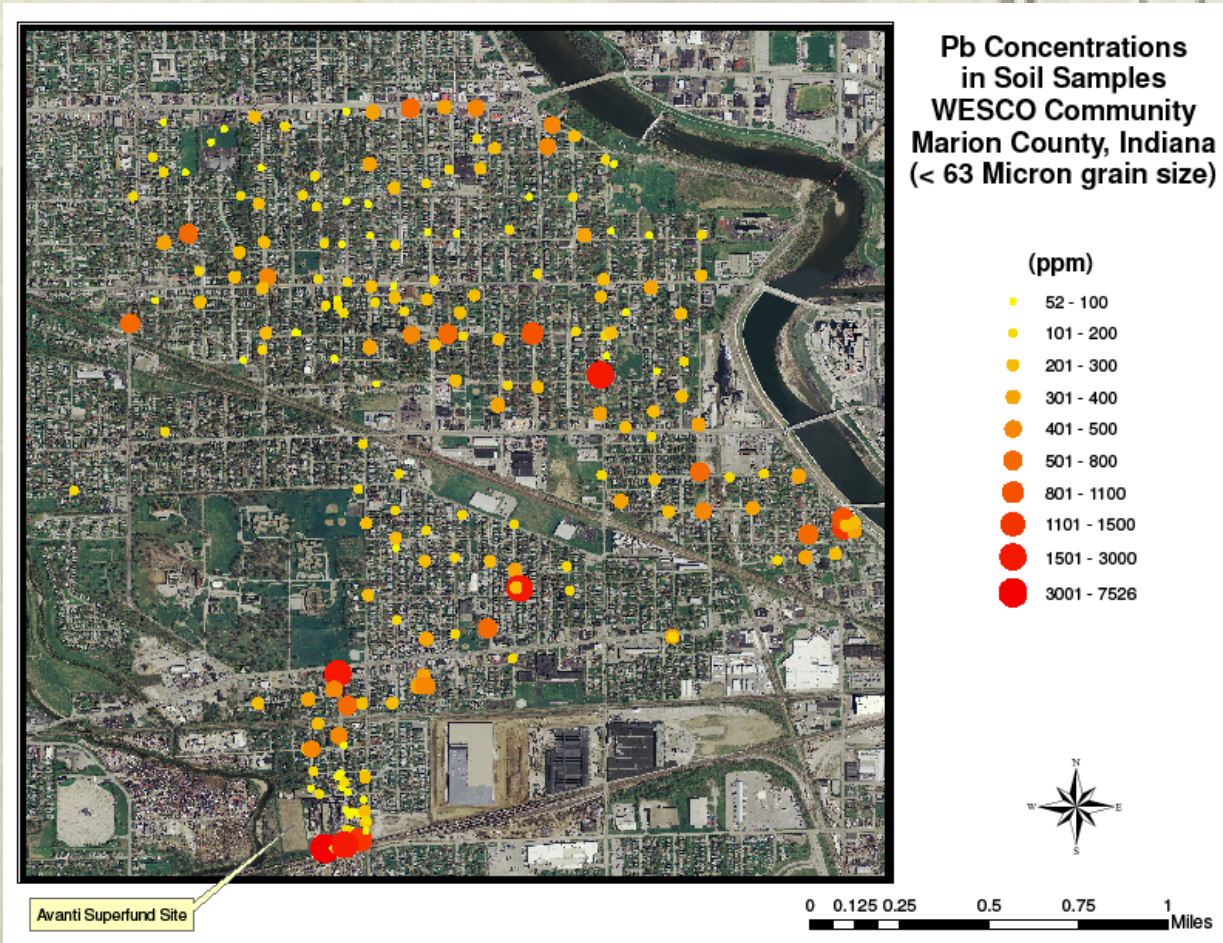 Pb Concentrations
in Soil Samples
WESCO Community
Marion County, Indiana
(< 63 Micron grain size)
(ppm)
52 - 100
101 - 200
201 - 300
301 - 400
401 - 500
501 - 800
801 - 1100
1101 - 1500
1501 - 3000
3001 - 7526
N
W E
S
Avanti Superfund Site
0 0.125 0.25 0.5 0.75 1
Miles